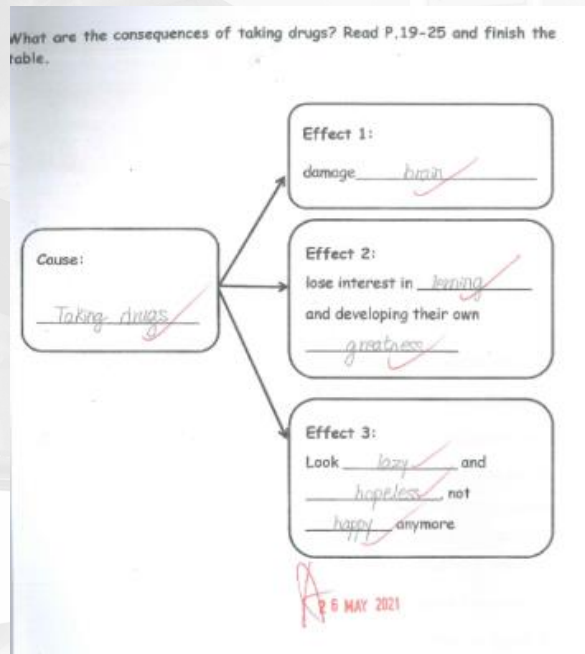 What are the consequences of taking drugs? Read P.19-25 and finish the
table.
Effect 1:
damage brain
Cause:
Taking drugs
Effect 2:
lose interest in lerning
and developing their own
greatness
Effect 3:
Look lazy and
hopeless not
happy anymore
26 MAY 2021